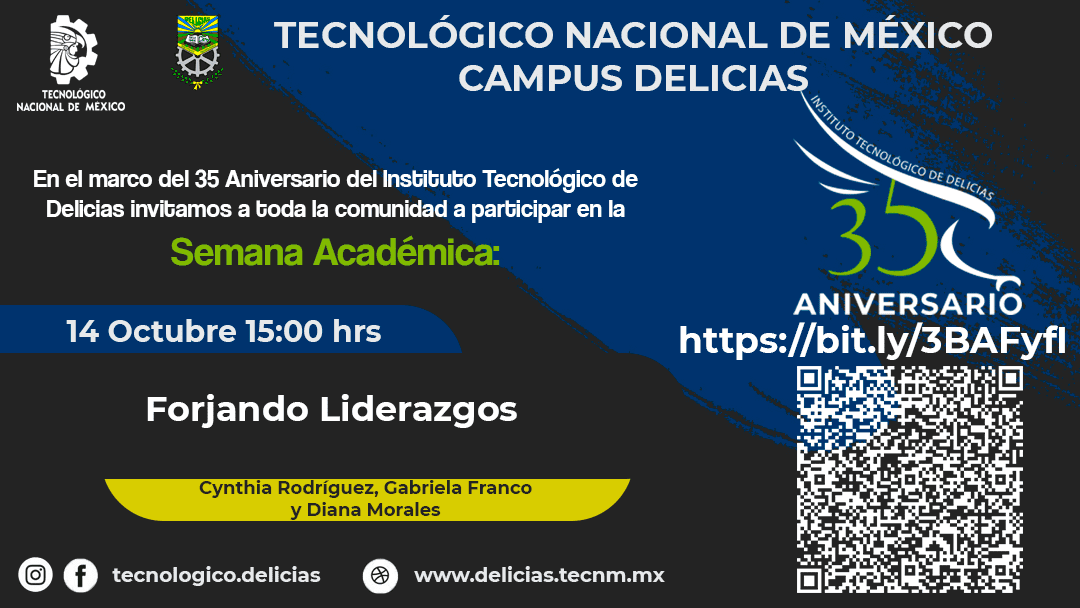 TECNOLÓGICO
NACIONAL DE MÉXICO
TECNOLÓGICO NACIONAL DE MÉXICO
CAMPUS DELICIAS
INSTITUTO TECNOLÓGICO DE DELICIAS
35
ANIVERSARIO
En el marco del 35 Aniversario del Instituto Tecnológico de
Delicias invitamos a toda la comunidad a participar en la
Semana Académica:
14 Octubre 15:00 hrs
https://bit.ly/3BAFyfI
Forjando Liderazgos
Cynthia Rodríguez, Gabriela Franco
y Diana Morales
tecnologico.delicias
www.delicias.tecnm.mx